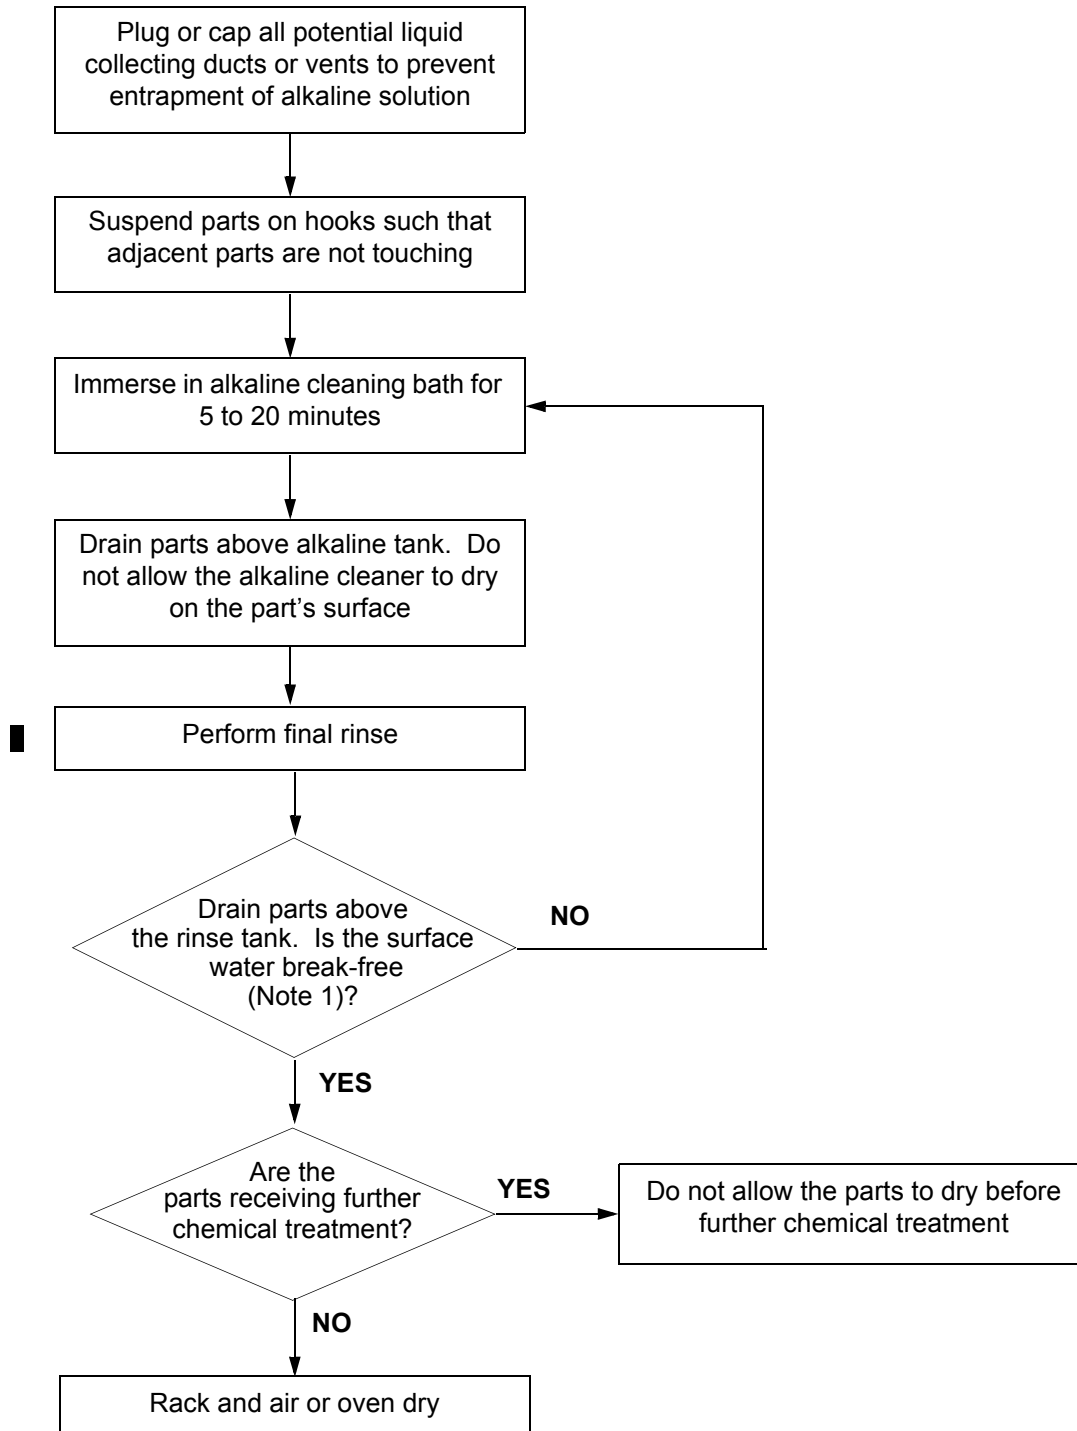 Plug or cap all potential liquid
collecting ducts or vents to prevent
entrapment of alkaline solution
Suspend parts on hooks such that
adjacent parts are not touching
Immerse in alkaline cleaning bath for
5 to 20 minutes
Drain parts above alkaline tank.  Do
not allow the alkaline cleaner to dry
on the part’s surface
Perform final rinse
Drain parts above
the rinse tank.  Is the surface
water break-free
(Note 1)?
NO
YES
Are the
parts receiving further
chemical treatment?
YES
Do not allow the parts to dry before
further chemical treatment
NO
Rack and air or oven dry